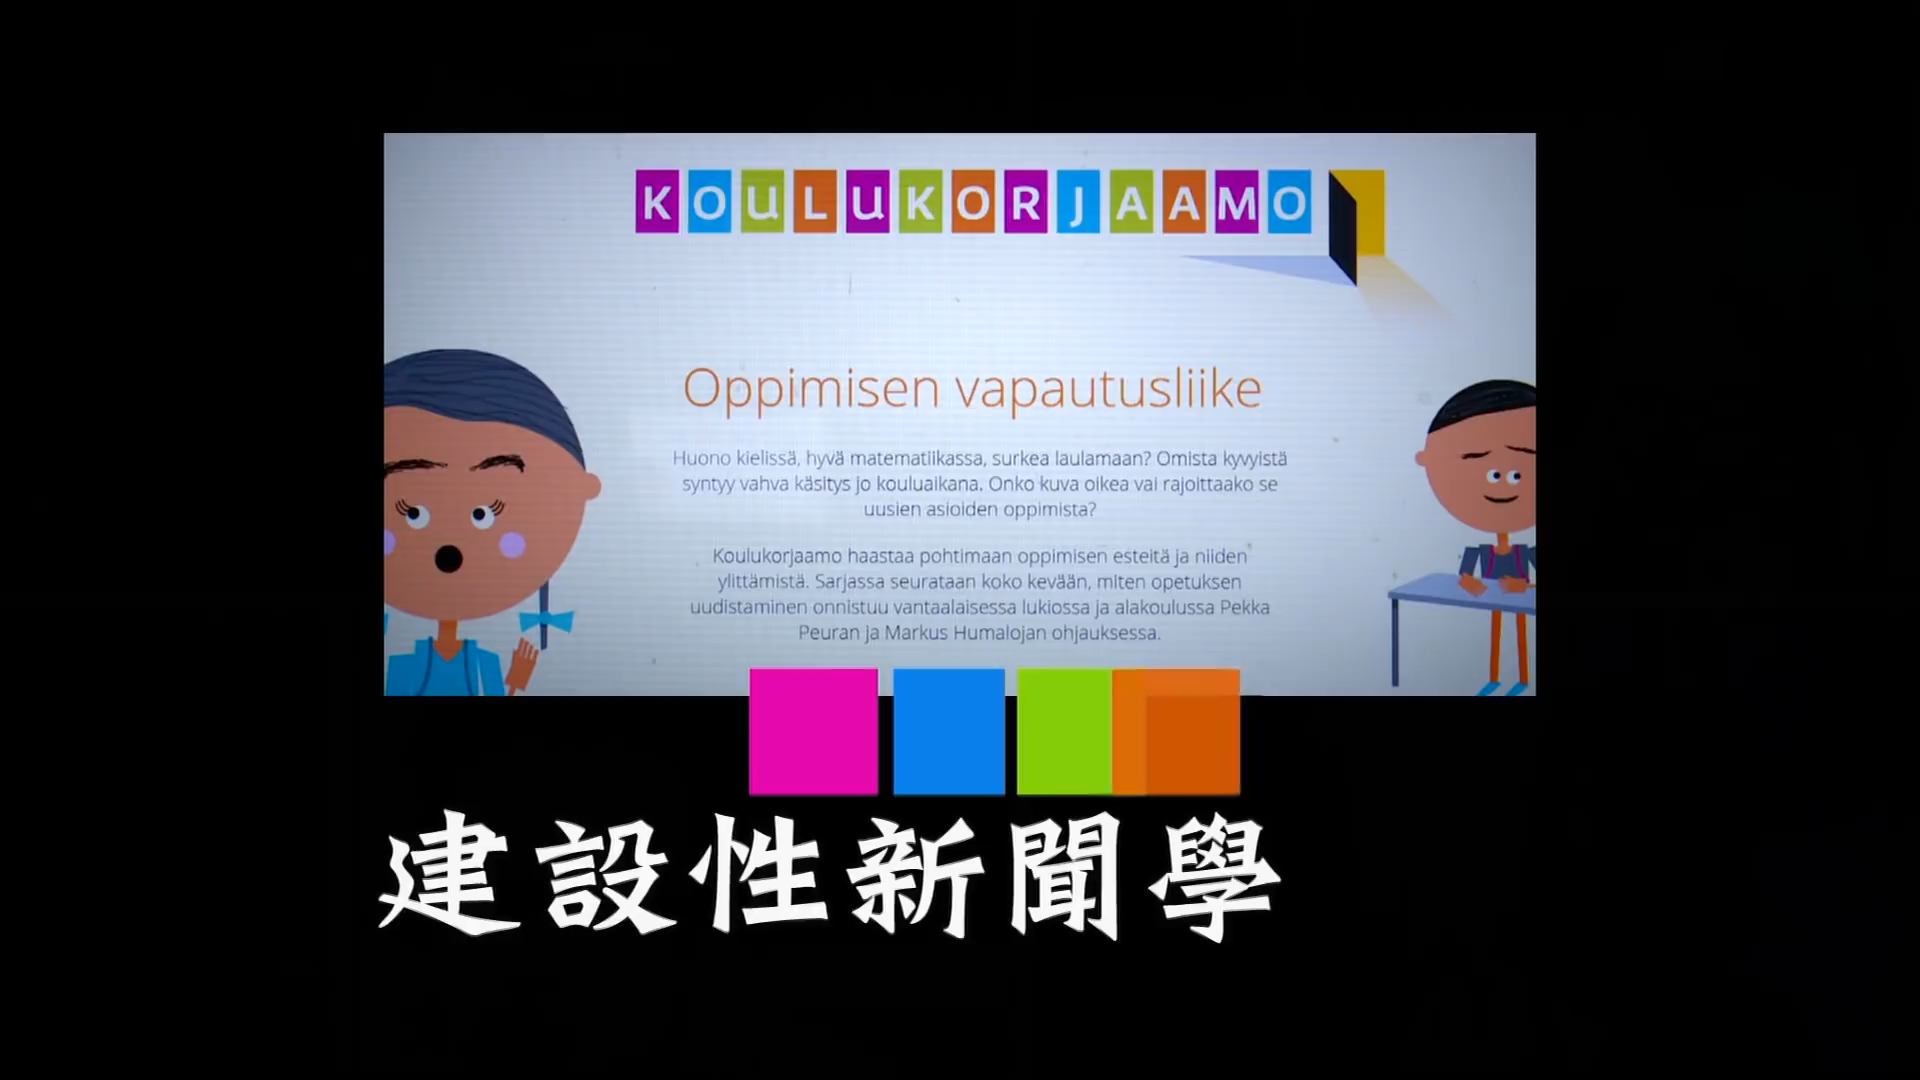 KOULUKORJAAMO
Oppimisen vapautusliike
Huono kielissä, hyvä matematiikassa, surkea laulamaan? Omista kyvyistä
syntyy vahva käsitys jo kouluaikana. Onko kuva oikea vai rajoittaako se
uusien asioiden oppimista?
Koulukorjaamo haastaa pohtimaan oppimisen esteitä ja niiden
ylittämistä. Sarjassa seurataan koko kevään, miten opetuksen
uudistaminen onnistuu vantaalaisessa lukiossa ja alakoulussa Pekka
Peuran ja Markus Humalojan ohjauksessa.
建設性新聞學